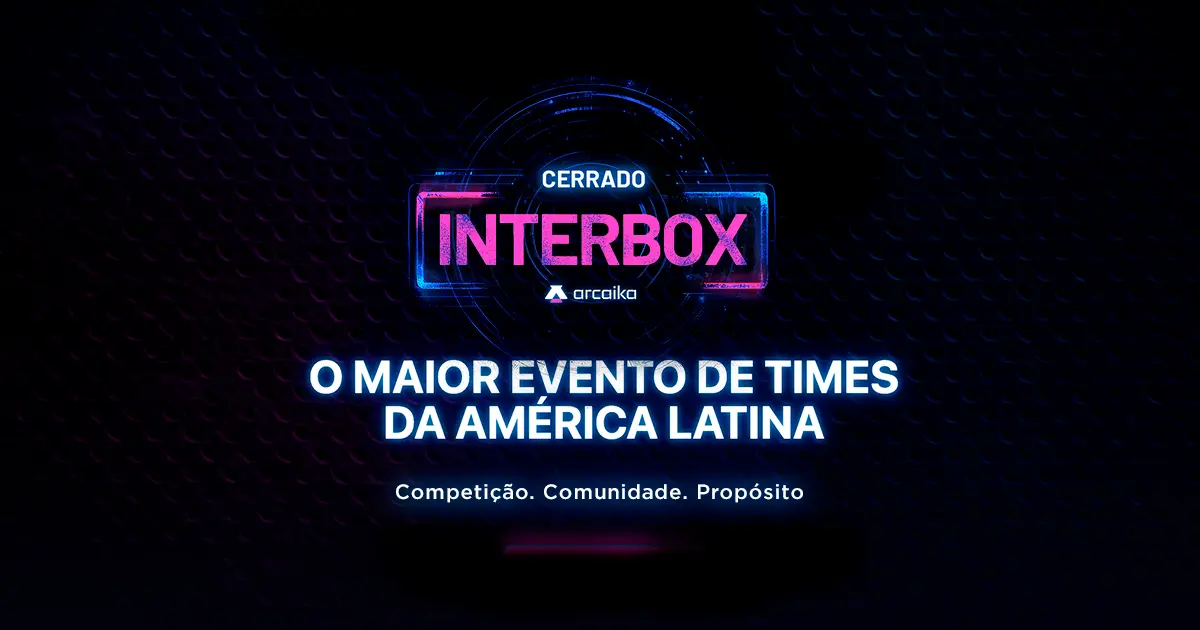 CERRADO
INTERBOX
arcaika
O MAIOR EVENTO DE TIMES
DA AMÉRICA LATINA
Competição. Comunidade. Propósito